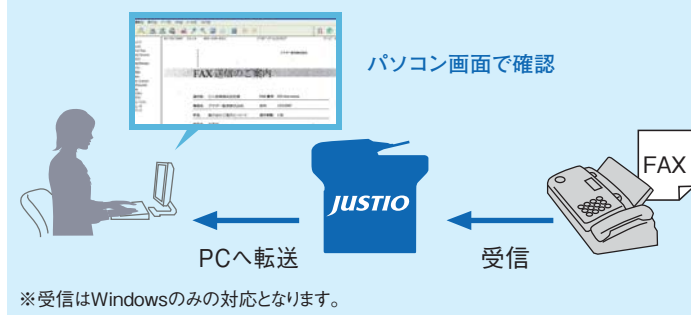 FAX送信のご案内
パソコン画面で確認
FAX
JUSTIO
PCへ転送
受信
※受信はWindowsのみの対応となります。